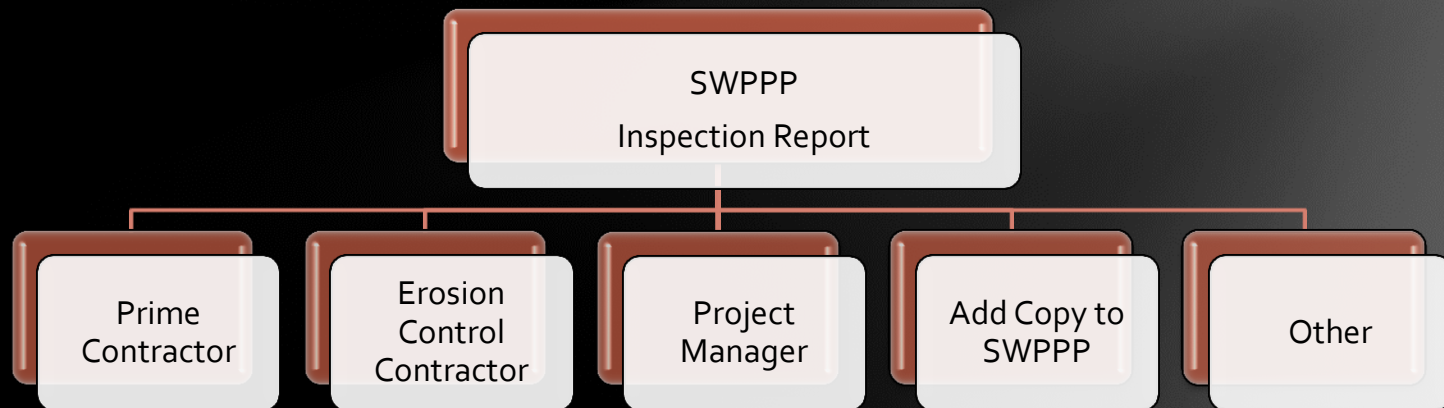 SWPPP
Inspection Report
Prime
Contractor
Erosion
Control
Contractor
Project
Manager
Add Copy to
SWPPP
Other